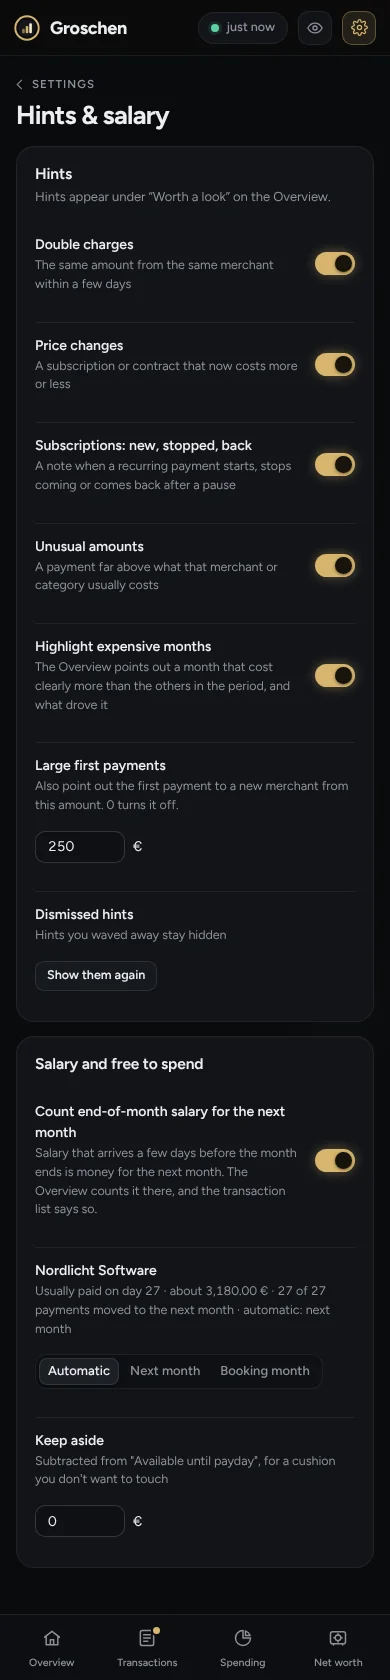 Groschen
just now
SETTINGS
Hints & salary
Hints
Hints appear under “Worth a look” on the Overview.
Double charges
The same amount from the same merchant
within a few days
Price changes
A subscription or contract that now costs more
or less
Subscriptions: new, stopped, back
A note when a recurring payment starts, stops
coming or comes back after a pause
Unusual amounts
A payment far above what that merchant or
category usually costs
Highlight expensive months
The Overview points out a month that cost
clearly more than the others in the period, and
what drove it
Large first payments
Also point out the first payment to a new merchant from
this amount. 0 turns it off.
250 €
Dismissed hints
Hints you waved away stay hidden
Show them again
Salary and free to spend
Count end-of-month salary for the next
month
Salary that arrives a few days before the month
ends is money for the next month. The
Overview counts it there, and the transaction
list says so.
Nordlicht Software
Usually paid on day 27 · about 3,180.00 € · 27 of 27
payments moved to the next month · automatic: next
month
Automatic Next month Booking month
Keep aside
Subtracted from "Available until payday", for a cushion
you don't want to touch
0 €
Overview Transactions Spending Net worth